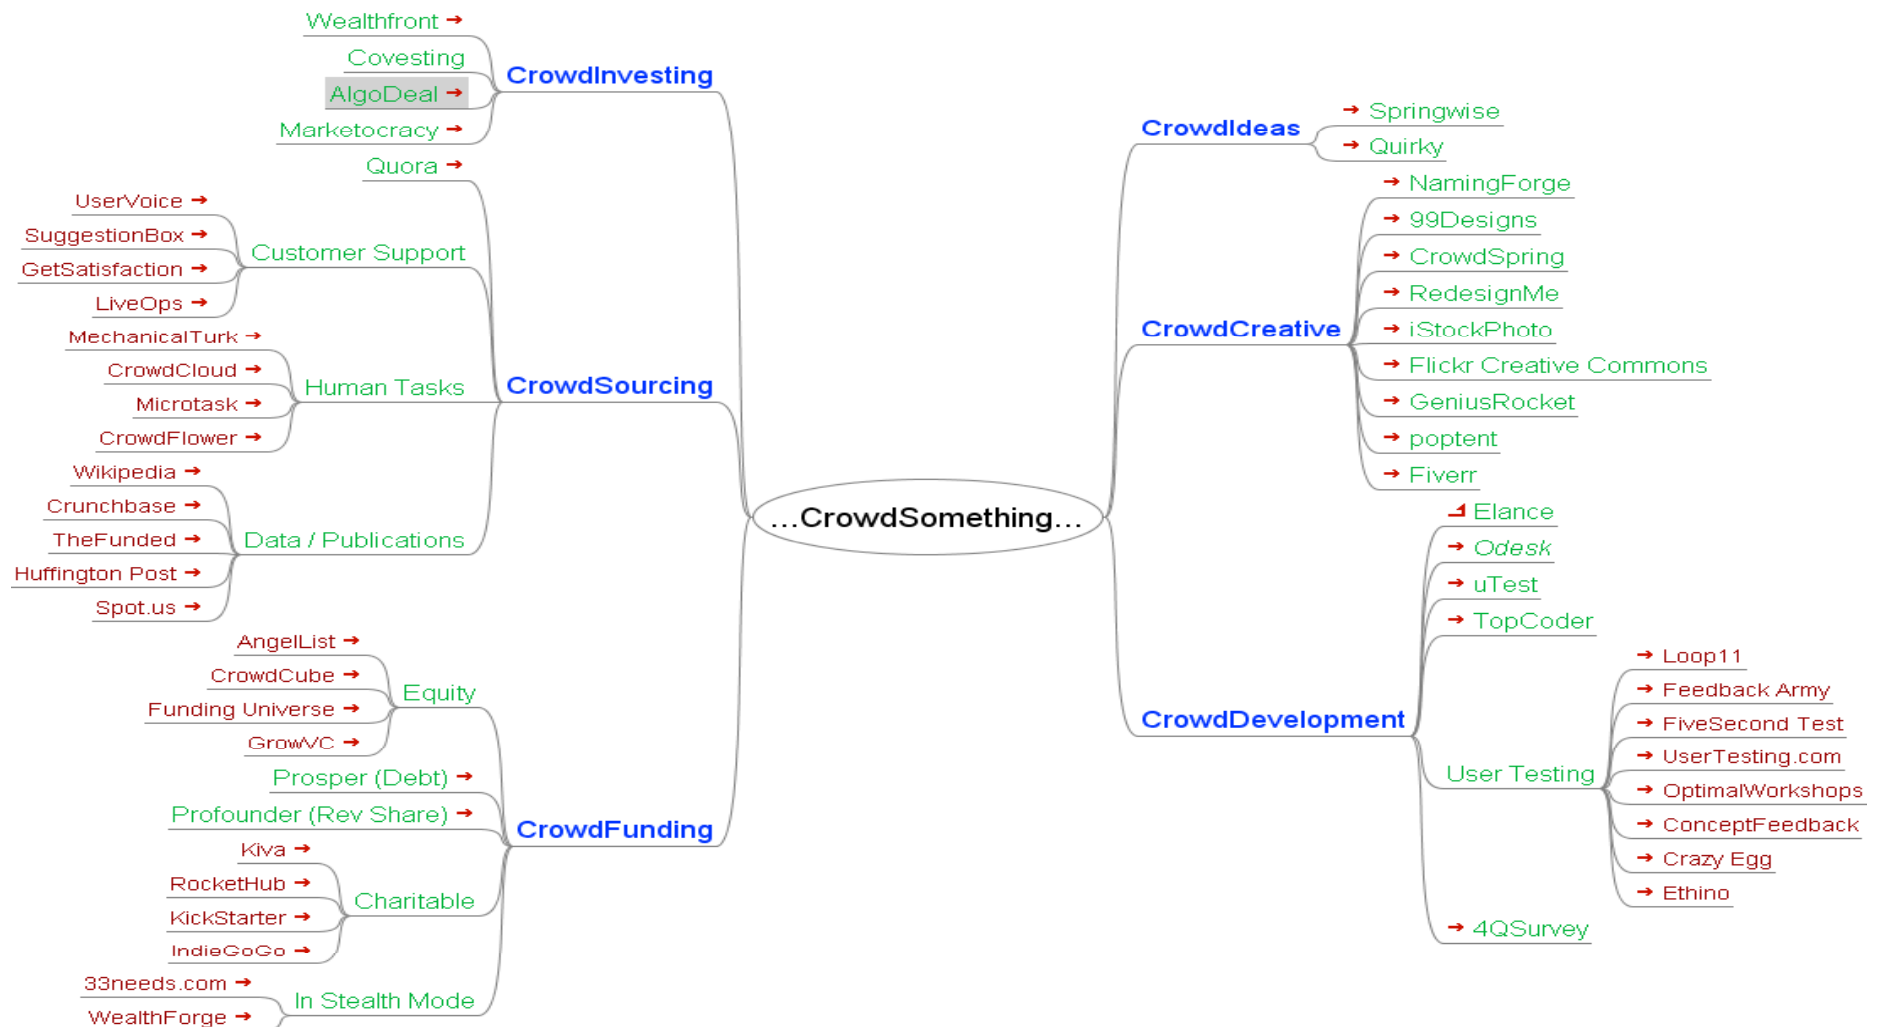 Wealthfront
Covesting
AlgoDeal
Marketocracy
CrowdInvesting
Quora
UserVoice
SuggestionBox
GetSatisfaction
LiveOps
Customer Support
MechanicalTurk
CrowdCloud
Microtask
CrowdFlower
Human Tasks
Wikipedia
Crunchbase
TheFunded
Huffington Post
Spot.us
Data / Publications
CrowdSourcing
AngelList
CrowdCube
Funding Universe
GrowVC
Equity
Prosper (Debt)
Profounder (Rev Share)
Kiva
RocketHub
KickStarter
IndieGoGo
Charitable
33needs.com
WealthForge
In Stealth Mode
CrowdFunding
...CrowdSomething...
CrowdIdeas
Springwise
Quirky
CrowdCreative
NamingForge
99Designs
CrowdSpring
RedesignMe
iStockPhoto
Flickr Creative Commons
GeniusRocket
poptent
Fiverr
CrowdDevelopment
Elance
Odesk
uTest
TopCoder
User Testing
Loop11
Feedback Army
FiveSecond Test
UserTesting.com
OptimalWorkshops
ConceptFeedback
Crazy Egg
Ethino
4QSurvey